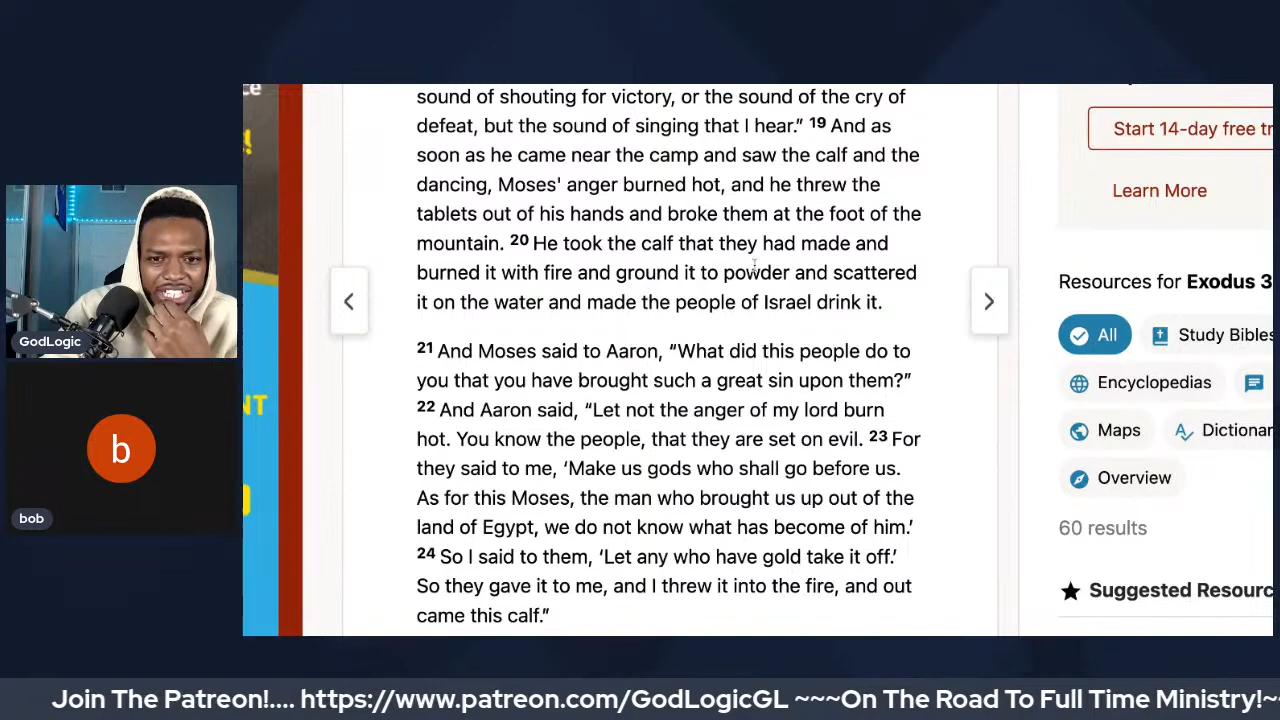 ce
!
NT
sound of shouting for victory, or the sound of the cry of
defeat, but the sound of singing that I hear.” 19 And as
soon as he came near the camp and saw the calf and the
dancing, Moses' anger burned hot, and he threw the
tablets out of his hands and broke them at the foot of the
mountain. 20 He took the calf that they had made and
burned it with fire and ground it to powder and scattered
it on the water and made the people of Israel drink it.
21 And Moses said to Aaron, “What did this people do to
you that you have brought such a great sin upon them?”
22 And Aaron said, “Let not the anger of my lord burn
hot. You know the people, that they are set on evil. 23 For
they said to me, ‘Make us gods who shall go before us.
As for this Moses, the man who brought us up out of the
land of Egypt, we do not know what has become of him.’
24 So I said to them, ‘Let any who have gold take it off.’
So they gave it to me, and I threw it into the fire, and out
came this calf.”
Start 14-day free tr
Learn More
Resources for Exodus 3
All
Study Bibles
Encyclopedias
Maps
Dictionar
Overview
60 results
Suggested Resourc
GodLogic
b
bob
Join The Patreon!.... https://www.patreon.com/GodLogicGL ~~~On The Road To Full Time Ministry!~